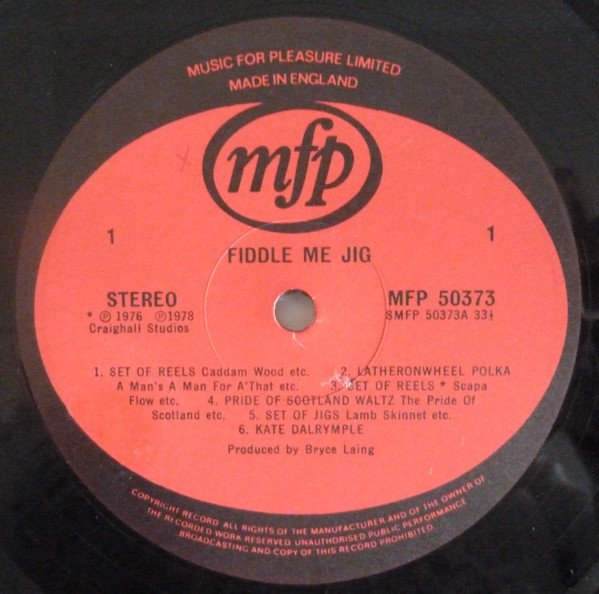 MUSIC FOR PLEASURE LIMITED
MADE IN ENGLAND
mfp
1
1
FIDDLE ME JIG
STEREO
* ℗ 1976 ℗1978
Craighall Studios
MFP 50373
SMFP 50373A 33⅓
1. SET OF REELS Caddam Wood etc. 2. LATHERONWHEEL POLKA
A Man's A Man For A'That etc. 3. SET OF REELS * Scapa
Flow etc. 4. PRIDE OF SCOTLAND WALTZ The Pride Of
Scotland etc. 5. SET OF JIGS Lamb Skinnet etc.
6. KATE DALRYMPLE
Produced by Bryce Laing
COPYRIGHT RECORD. ALL RIGHTS OF THE MANUFACTURER AND OF THE OWNER OF
THE RECORDED WORK RESERVED. UNAUTHORISED PUBLIC PERFORMANCE
BROADCASTING AND COPY OF THIS RECORD PROHIBITED.